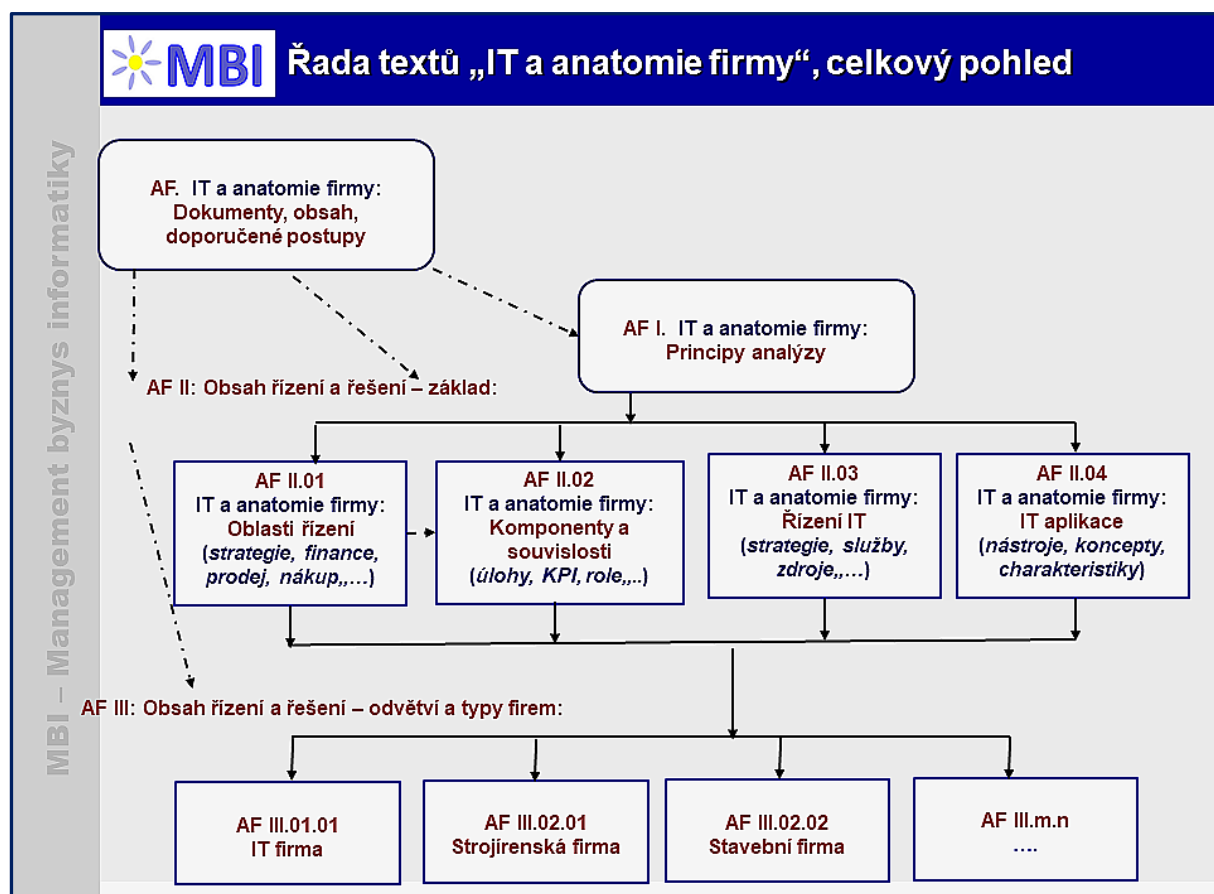 MBI
Řada textů „IT a anatomie firmy“, celkový pohled
MBI – Management byznys informatiky
AF. IT a anatomie firmy:
Dokumenty, obsah,
doporučené postupy
AF I. IT a anatomie firmy:
Principy analýzy
AF II: Obsah řízení a řešení – základ:
AF II.01
IT a anatomie firmy:
Oblasti řízení
(strategie, finance,
prodej, nákup,,…)
AF II.02
IT a anatomie firmy:
Komponenty a
souvislosti
(úlohy, KPI, role,,..)
AF II.03
IT a anatomie firmy:
Řízení IT
(strategie, služby,
zdroje,,…)
AF II.04
IT a anatomie firmy:
IT aplikace
(nástroje, koncepty,
charakteristiky)
AF III: Obsah řízení a řešení – odvětví a typy firem:
AF III.01.01
IT firma
AF III.02.01
Strojírenská firma
AF III.02.02
Stavební firma
AF III.m.n
….